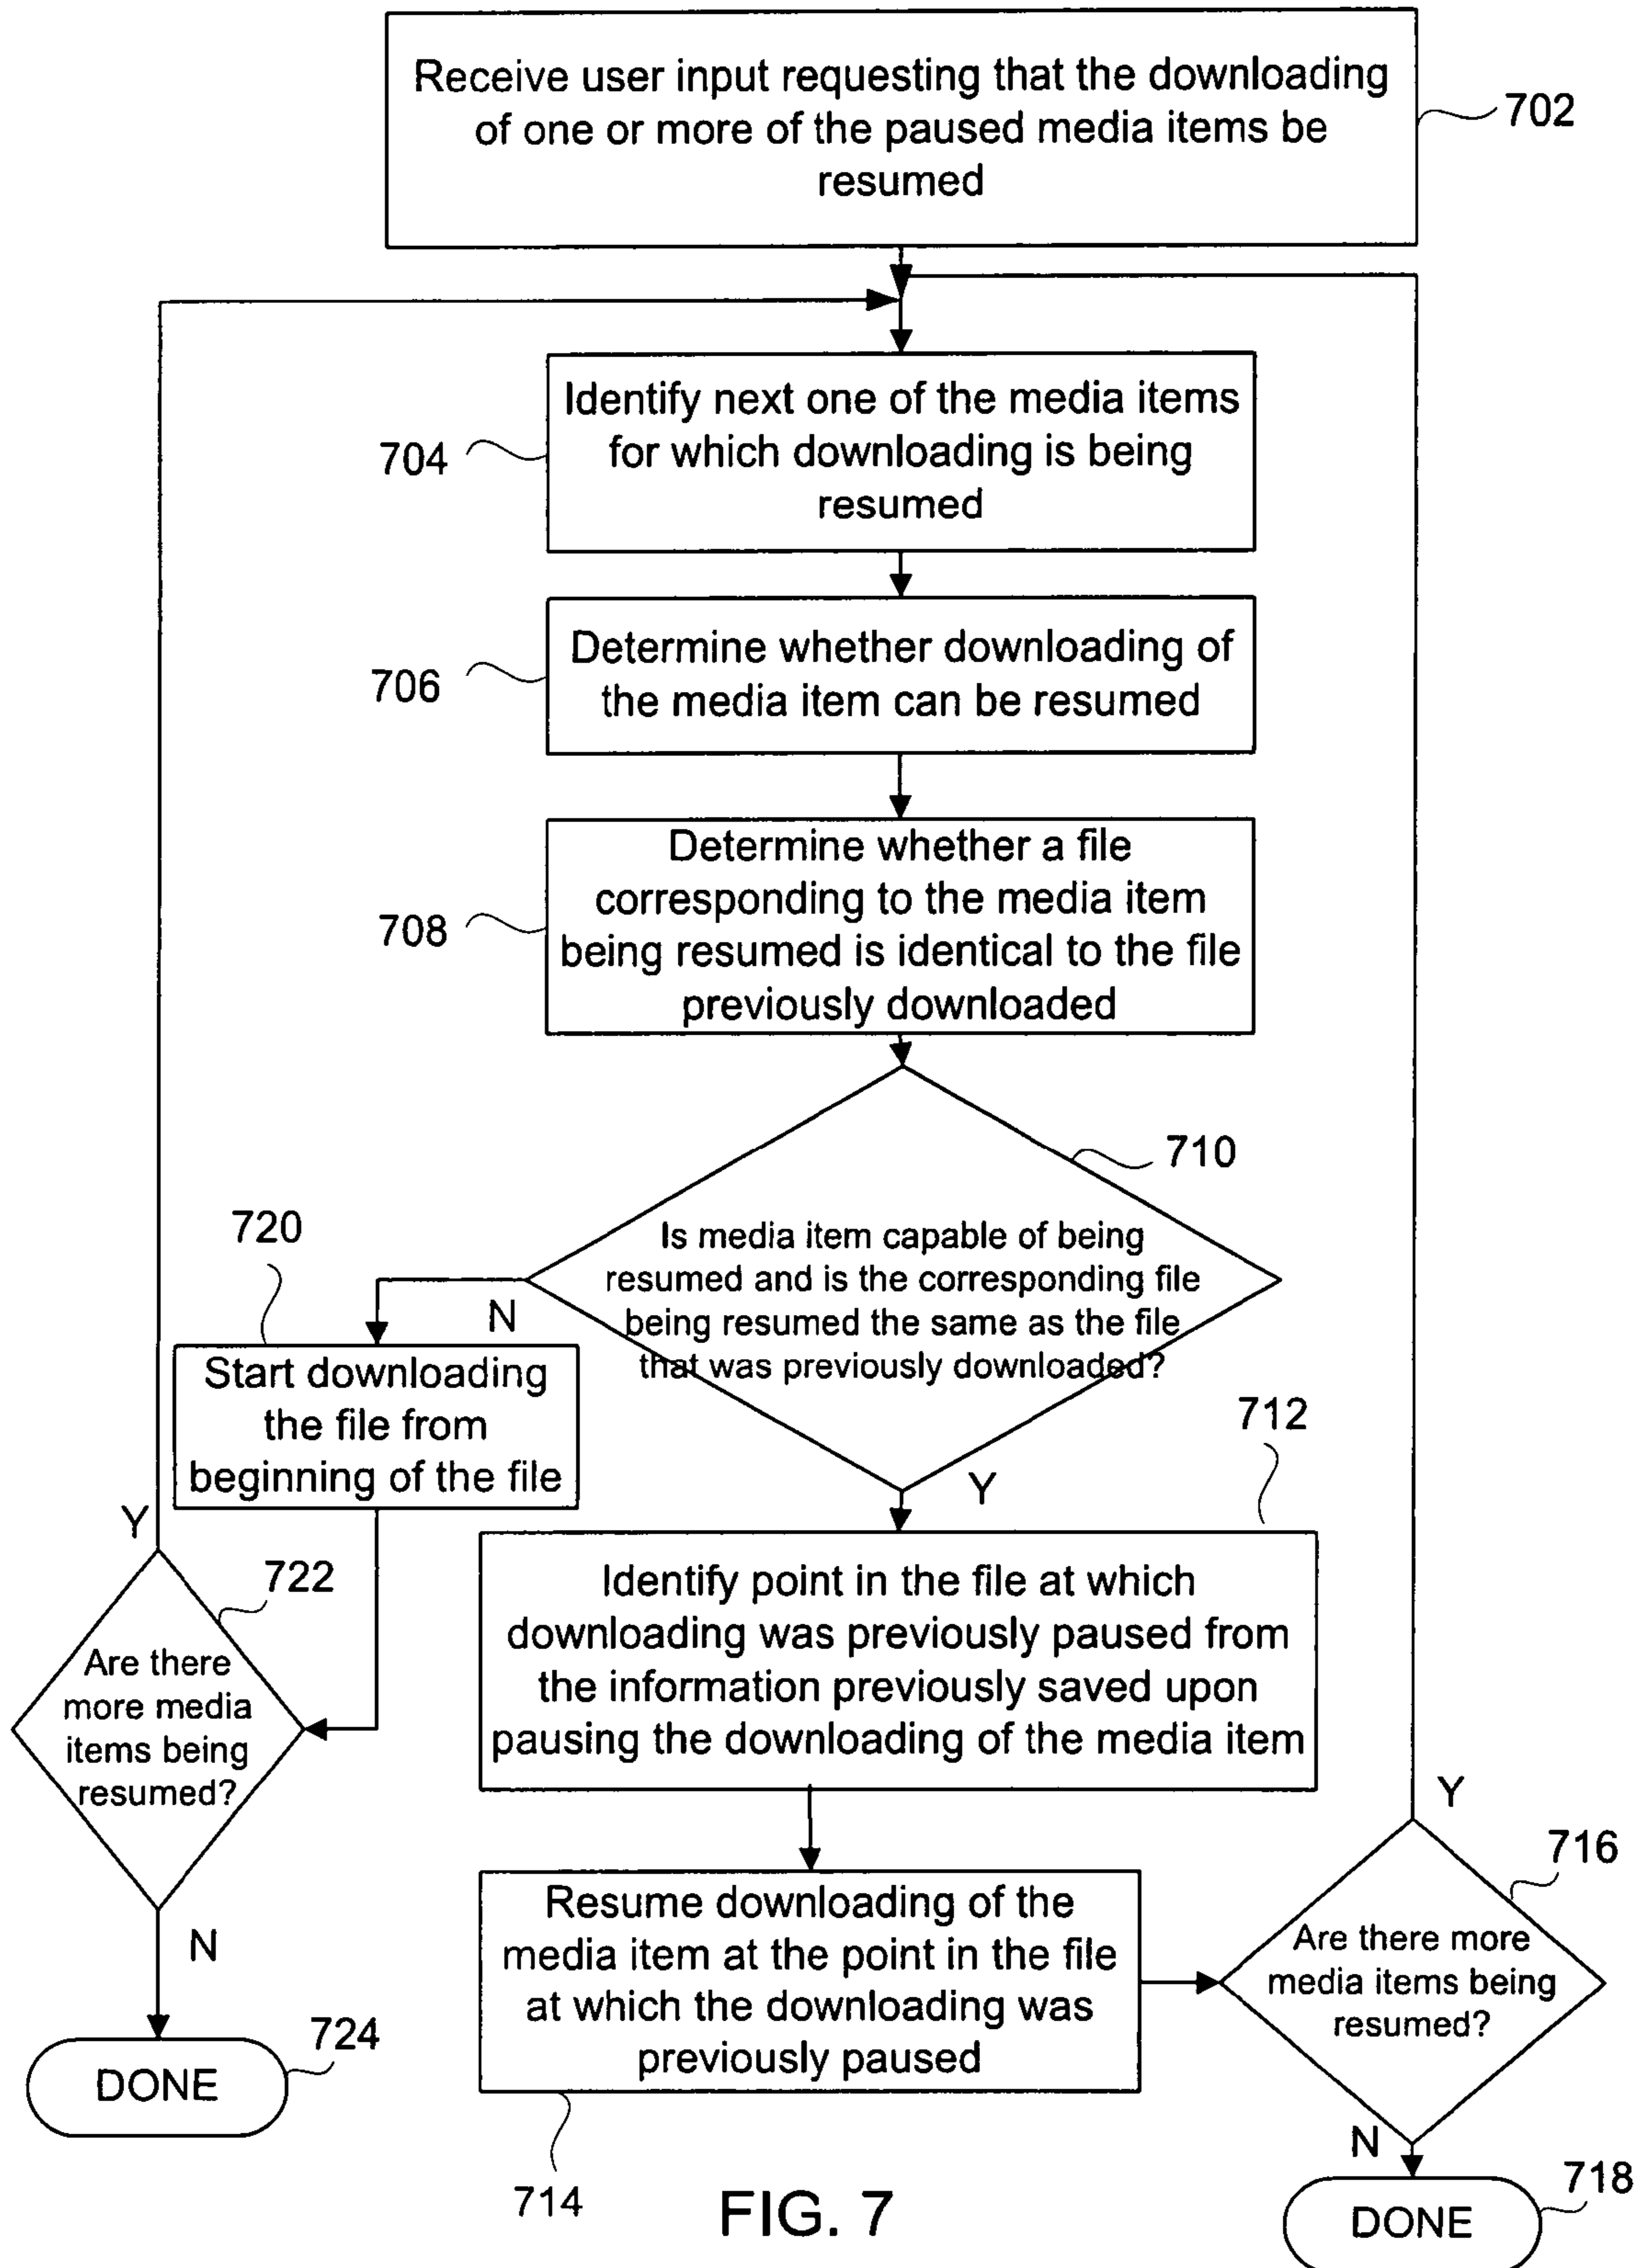 Receive user input requesting that the downloading
of one or more of the paused media items be
resumed
702
Identify next one of the media items
for which downloading is being
resumed
704
Determine whether downloading of
the media item can be resumed
706
Determine whether a file
corresponding to the media item
being resumed is identical to the file
previously downloaded
708
710
Is media item capable of being
resumed and is the corresponding file
being resumed the same as the file
that was previously downloaded?
N
Y
720
Start downloading
the file from
beginning of the file
712
Identify point in the file at which
downloading was previously paused from
the information previously saved upon
pausing the downloading of the media item
Y
722
Are there
more media
items being
resumed?
N
724
DONE
Resume downloading of the
media item at the point in the file
at which the downloading was
previously paused
714
Y
716
Are there more
media items being
resumed?
N
718
DONE
FIG. 7